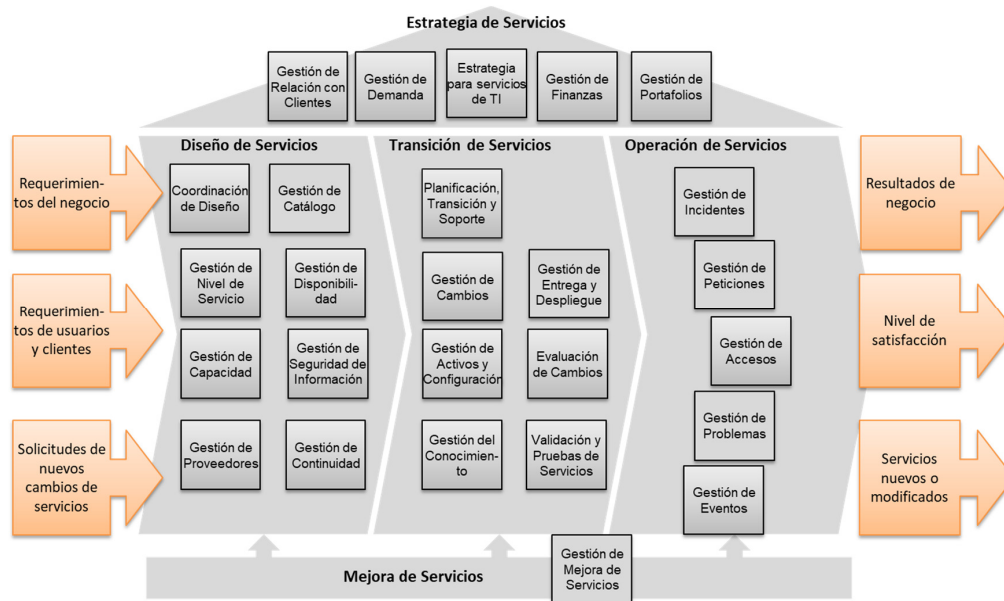 Estrategia de Servicios
Gestión de
Relación con
Clientes
Gestión de
Demanda
Estrategia
para servicios
de TI
Gestión de
Finanzas
Gestión de
Portafolios
Requerimien-
tos del negocio
Requerimien-
tos de usuarios
y clientes
Solicitudes de
nuevos
cambios de
servicios
Diseño de Servicios
Coordinación
de Diseño
Gestión de
Catálogo
Gestión de
Nivel de
Servicio
Gestión de
Disponibili-
dad
Gestión de
Capacidad
Gestión de
Seguridad de
Información
Gestión de
Proveedores
Gestión de
Continuidad
Transición de Servicios
Planificación,
Transición y
Soporte
Gestión de
Cambios
Gestión de
Entrega y
Despliegue
Gestión de
Activos y
Configuración
Evaluación
de Cambios
Gestión del
Conocimie-
nto
Validación y
Pruebas de
Servicios
Operación de Servicios
Gestión de
Incidentes
Gestión de
Peticiones
Gestión de
Accesos
Gestión de
Problemas
Gestión de
Eventos
Resultados de
negocio
Nivel de
satisfacción
Servicios
nuevos o
modificados
Mejora de Servicios
Gestión de
Mejora de
Servicios